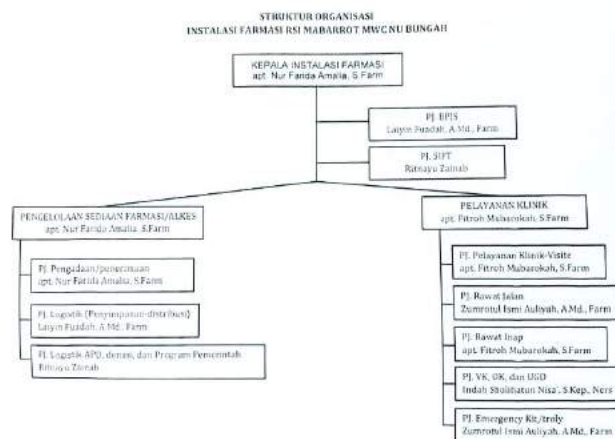 STRUKTUR ORGANISASI
INSTALASI FARMASI RSI MABARROT MWC NU BUNGAH
KEPALA INSTALASI FARMASI
apt. Nur Farida Amalia, S.Farm
PJ. BPJS
Laiyin Fuadah, A.Md., Farm
PJ. SIPT
Ritnayu Zainab
PENGELOLAAN SEDIAAN FARMASI/ALKES
apt. Nur Farida Amalia, S.Farm
PJ. Pengadaan/penerimaan
apt. Nur Farida Amalia, S.Farm
PJ. Logistik (Penyimpanan-distribusi)
Laiyin Fuadah, A.Md., Farm
PJ. Logistik APD, donasi, dan Program Pemerintah
Ritnayu Zainab
PELAYANAN KLINIK
apt. Fitroh Mubarokah, S.Farm
PJ. Pelayanan Klinik-Visite
apt. Fitroh Mubarokah, S.Farm
PJ. Rawat Jalan
Zumrotul Ismi Auliyah, A.Md., Farm
PJ. Rawat Inap
apt. Fitroh Mubarokah, S.Farm
PJ. VK, OK, dan UGD
Indah Sholihatun Nisa', S.Kep., Ners
PJ. Emergency Kit/troly
Zumrotul Ismi Auliyah, A.Md., Farm